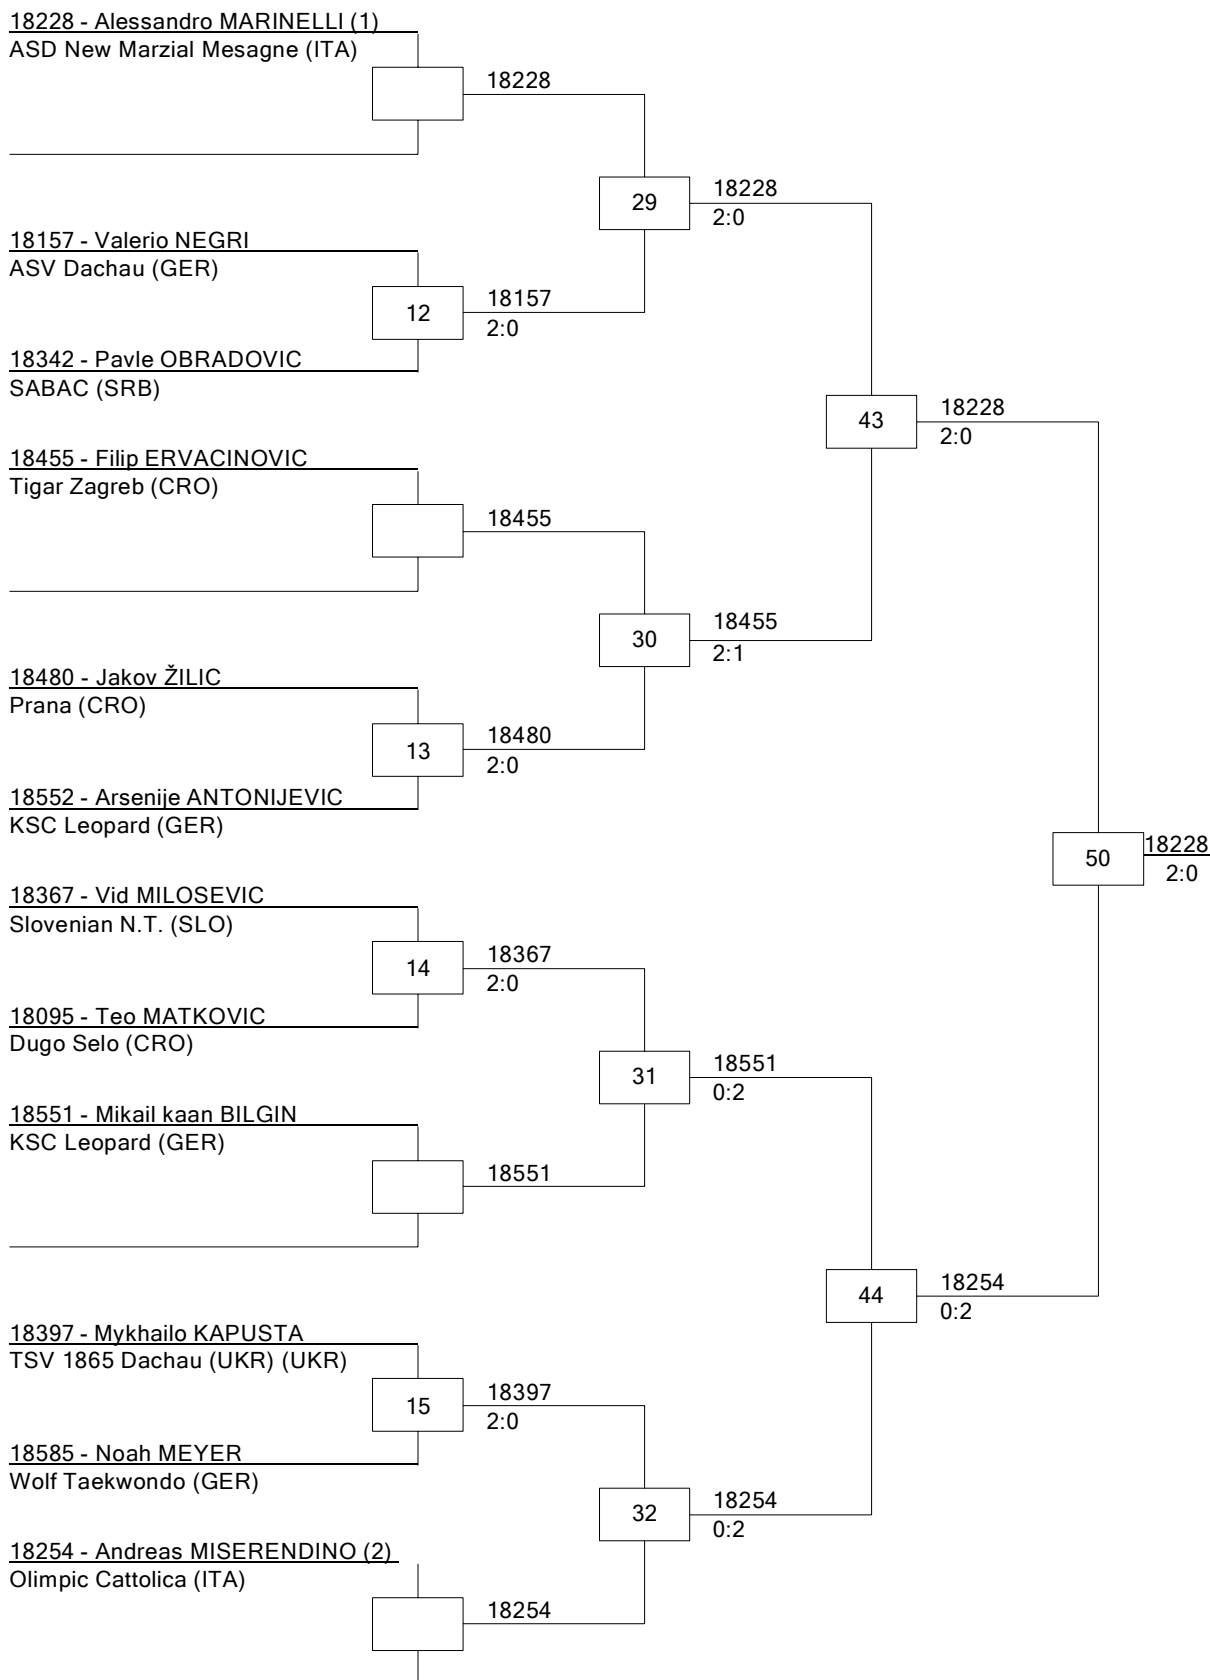 18228 - Alessandro MARINELLI (1)
ASD New Marzial Mesagne (ITA)
18228
29
18228
2:0
18157 - Valerio NEGRI
ASV Dachau (GER)
12
18157
2:0
18342 - Pavle OBRADOVIC
SABAC (SRB)
43
18228
2:0
18455 - Filip ERVACINOVIC
Tigar Zagreb (CRO)
18455
30
18455
2:1
18480 - Jakov ŽILIC
Prana (CRO)
13
18480
2:0
18552 - Arsenije ANTONIJEVIC
KSC Leopard (GER)
50
18228
2:0
18367 - Vid MILOSEVIC
Slovenian N.T. (SLO)
14
18367
2:0
18095 - Teo MATKOVIC
Dugo Selo (CRO)
31
18551
0:2
18551 - Mikail kaan BILGIN
KSC Leopard (GER)
18551
44
18254
0:2
18397 - Mykhailo KAPUSTA
TSV 1865 Dachau (UKR) (UKR)
15
18397
2:0
18585 - Noah MEYER
Wolf Taekwondo (GER)
32
18254
0:2
18254 - Andreas MISERENDINO (2)
Olimpic Cattolica (ITA)
18254